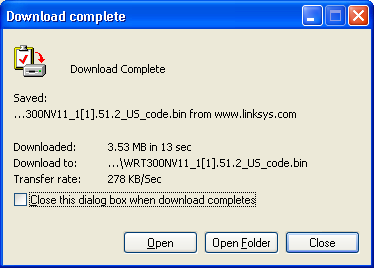 Download complete
Download Complete
Saved:
...300NV11_1[1].51.2_US_code.bin from www.linksys.com
Downloaded: 3.53 MB in 13 sec
Download to: ...\WRT300NV11_1[1].51.2_US_code.bin
Transfer rate: 278 KB/Sec
Close this dialog box when download completes
Open Open Folder Close